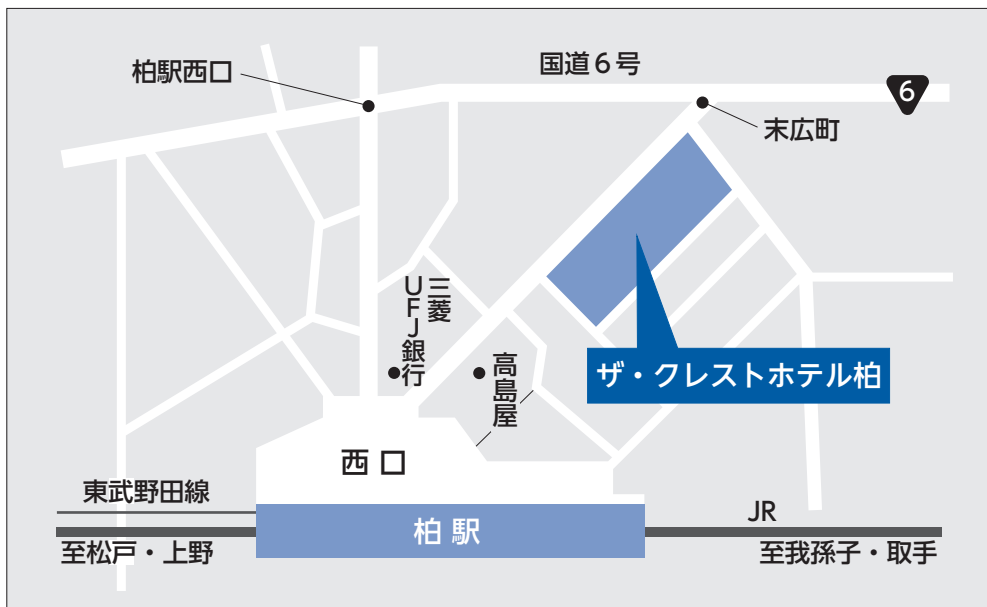 国道6号
柏駅西口
6
末広町
三菱
UFJ銀行
高島屋
ザ・クレストホテル柏
西口
東武野田線
JR
柏駅
至松戸・上野
至我孫子・取手